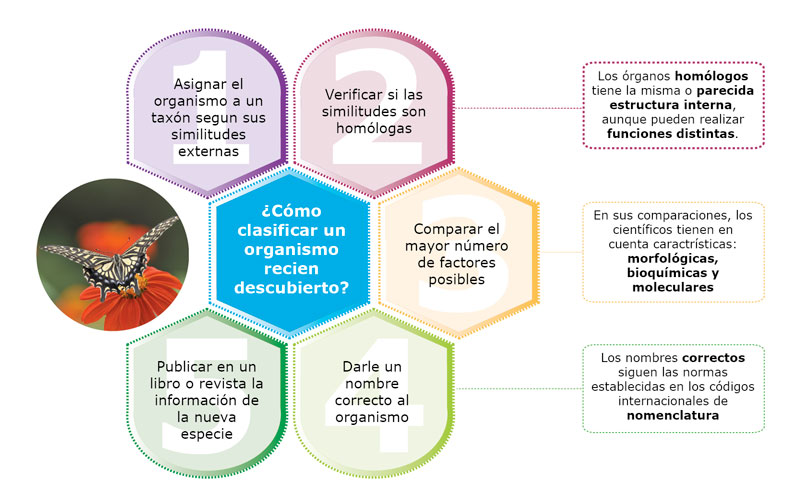 ¿Cómo
clasificar un
organismo
recien
descubierto?
1
Asignar el
organismo a un
taxón segun sus
similitudes
externas
2
Verificar si las
similitudes son
homólogas
Los órganos homólogos
tiene la misma o parecida
estructura interna,
aunque pueden realizar
funciones distintas.
3
Comparar el
mayor número
de factores
posibles
En sus comparaciones, los
científicos tienen en
cuenta caractrísticas:
morfológicas,
bioquímicas y
moleculares
4
Darle un
nombre
correcto al
organismo
Los nombres correctos
siguen las normas
establecidas en los códigos
internacionales de
nomenclatura
5
Publicar en un
libro o revista la
información de
la nueva
especie